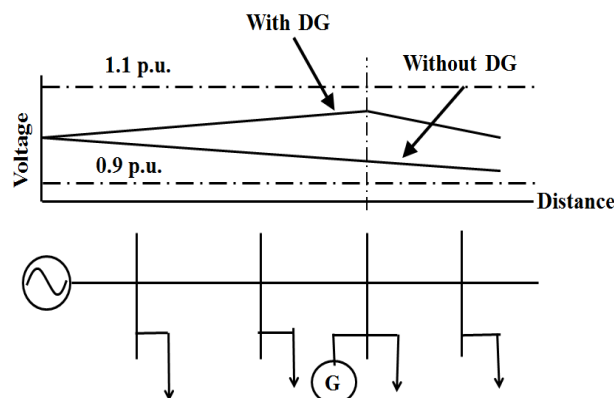 With DG
1.1 p.u.
Without DG
Voltage
0.9 p.u.
Distance
G